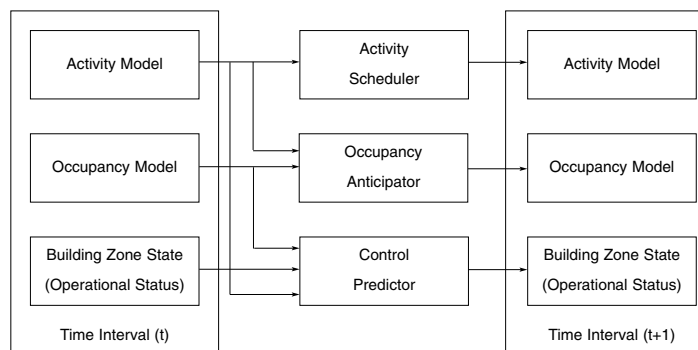 Activity Model
Activity
Scheduler
Activity Model
Occupancy Model
Occupancy
Anticipator
Occupancy Model
Building Zone State
(Operational Status)
Control
Predictor
Building Zone State
(Operational Status)
Time Interval (t)
Time Interval (t+1)